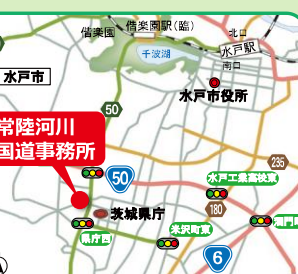 偕楽園
偕楽園駅(臨)
北口
水戸駅
南口
千波湖
水戸市
水戸市役所
50
常陸河川
国道事務所
水戸工業高校東
235
50
茨城県庁
180
県庁西
米沢町東
6